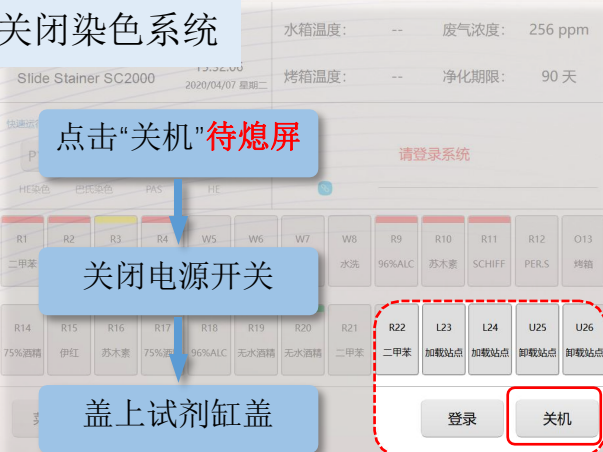 关闭染色系统
水箱温度: -- 废气浓度: 256 ppm
Slide Stainer SC2000
2020/04/07 星期二
烤箱温度: -- 净化期限: 90 天
点击“关机”待熄屏
请登录系统
HE染色 巴氏染色 PAS HE
R1 R2 R3 R4 W5 W6 W7 W8 R9 R10 R11 R12 O13
二甲苯 水洗 96%ALC 苏木素 SCHIFF PER.S 烤箱
关闭电源开关
R14 R15 R16 R17 R18 R19 R20 R21 R22 L23 L24 U25 U26
75%酒精 伊红 苏木素 75%酒 96%ALC 无水酒精 无水酒精 二甲苯 二甲苯 加载站点 加载站点 卸载站点 卸载站点
盖上试剂缸盖
登录 关机